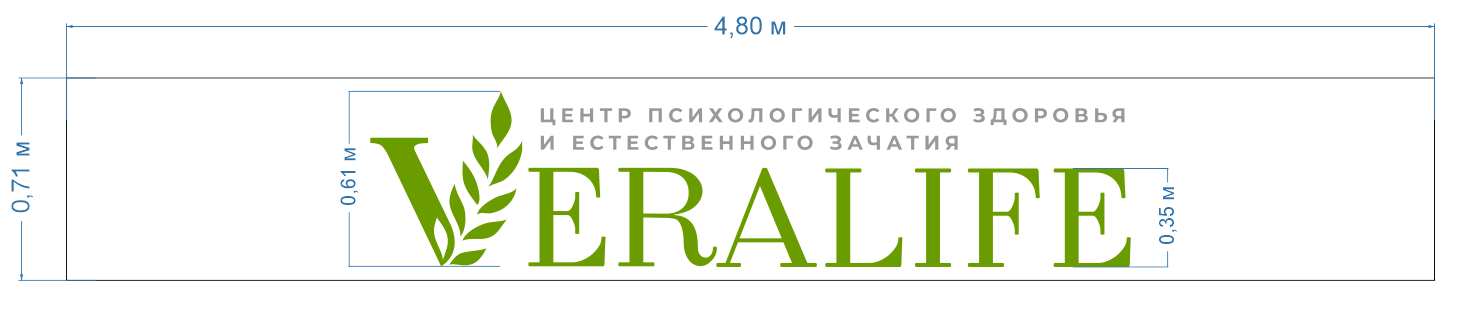 4,80 м
ЦЕНТР ПСИХОЛОГИЧЕСКОГО ЗДОРОВЬЯ
И ЕСТЕСТВЕННОГО ЗАЧАТИЯ
VERALIFE
0,71 м
0,61 м
0,35 м